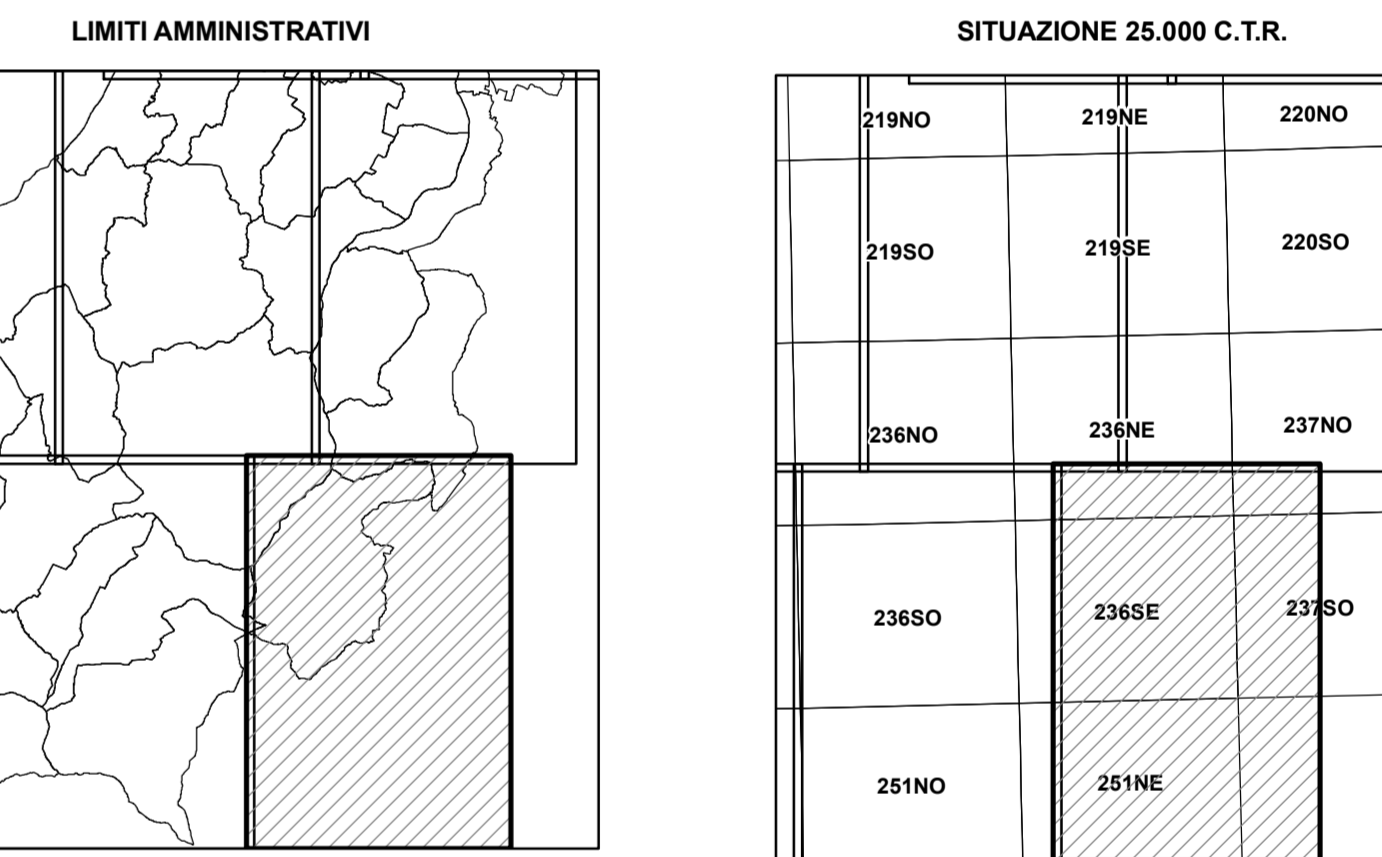 LIMITI AMMINISTRATIVI
SITUAZIONE 25.000 C.T.R.
219NO 219NE 220NO
219SO 219SE 220SO
236NO 236NE 237NO
236SO 236SE 237SO
251NO 251NE